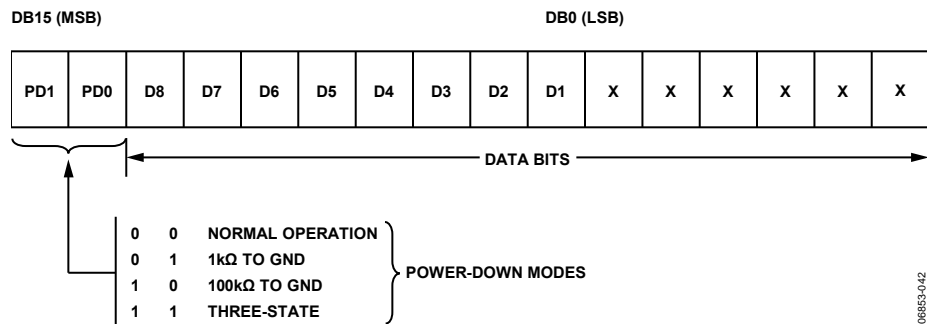 DB15 (MSB) DB0 (LSB)
PD1 PD0 D8 D7 D6 D5 D4 D3 D2 D1 X X X X X X
DATA BITS
0 0 NORMAL OPERATION
0 1 1kΩ TO GND
1 0 100kΩ TO GND
1 1 THREE-STATE
POWER-DOWN MODES
06853-042